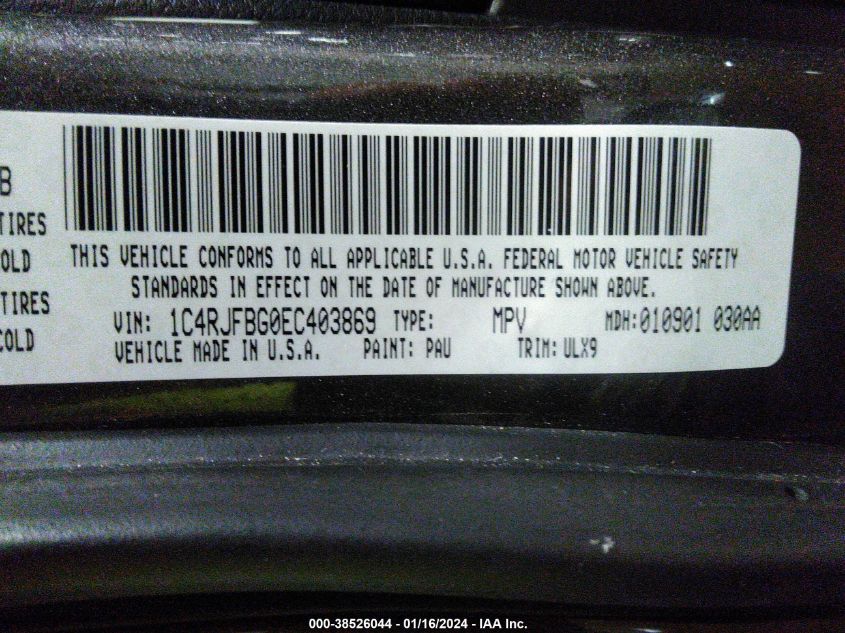 B
TIRES
OLD
TIRES
COLD
THIS VEHICLE CONFORMS TO ALL APPLICABLE U.S.A. FEDERAL MOTOR VEHICLE SAFETY
STANDARDS IN EFFECT ON THE DATE OF MANUFACTURE SHOWN ABOVE.
VIN: 1C4RJFBG0EC403869 TYPE: MPV MDH:010901 030AA
VEHICLE MADE IN U.S.A. PAINT: PAU TRIM: ULX9
000-38526044 - 01/16/2024 - IAA Inc.